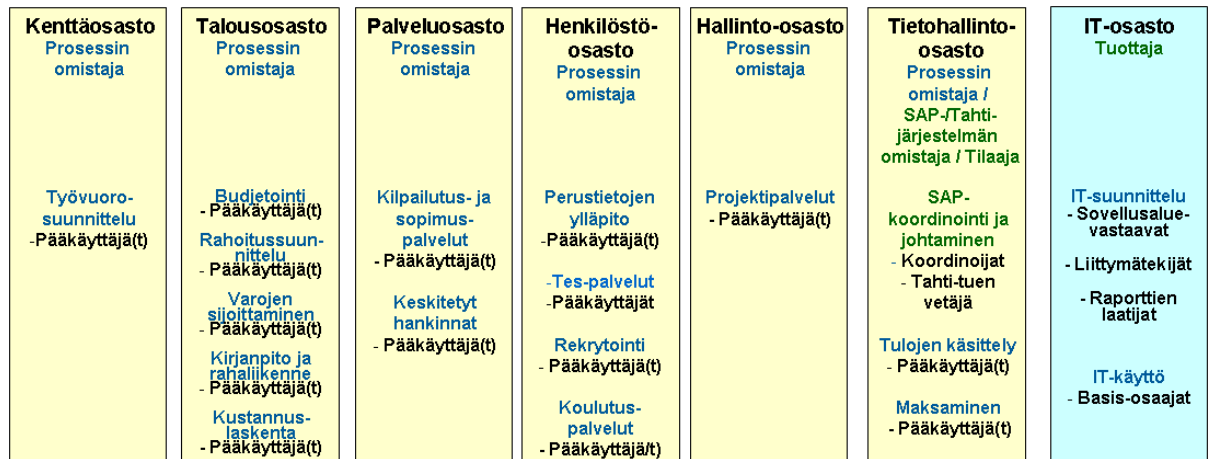 Kenttäosasto
Prosessin
omistaja
Työvuoro-
suunnittelu
-Pääkäyttäjä(t)
Talousosasto
Prosessin
omistaja
Budjetointi
- Pääkäyttäjä(t)
Rahoitussuun-
nittelu
- Pääkäyttäjä(t)
Varojen
sijoittaminen
- Pääkäyttäjä(t)
Kirjanpito ja
rahaliikenne
- Pääkäyttäjä(t)
Kustannus-
laskenta
- Pääkäyttäjä(t)
Palveluosasto
Prosessin
omistaja
Kilpailutus- ja
sopimus-
palvelut
- Pääkäyttäjä(t)
Keskitetyt
hankinnat
- Pääkäyttäjä(t)
Henkilöstö-
osasto
Prosessin
omistaja
Perustietojen
ylläpito
-Pääkäyttäjä(t)
-Tes-palvelut
-Pääkäyttäjät
Rekrytointi
- Pääkäyttäjä(t)
Koulutus-
palvelut
- Pääkäyttäjä/t)
Hallinto-osasto
Prosessin
omistaja
Projektipalvelut
- Pääkäyttäjä(t)
Tietohallinto-
osasto
Prosessin
omistaja /
SAP-/Tahti-
järjestelmän
omistaja / Tilaaja
SAP-
koordinointi ja
johtaminen
- Koordinoijat
- Tahti-tuen
vetäjä
Tulojen käsittely
- Pääkäyttäjä(t)
Maksaminen
- Pääkäyttäjä(t)
IT-osasto
Tuottaja
IT-suunnittelu
- Sovellusalue-
vastaavat
- Liittymätekijät
- Raporttien
laatijat
IT-käyttö
- Basis-osaajat